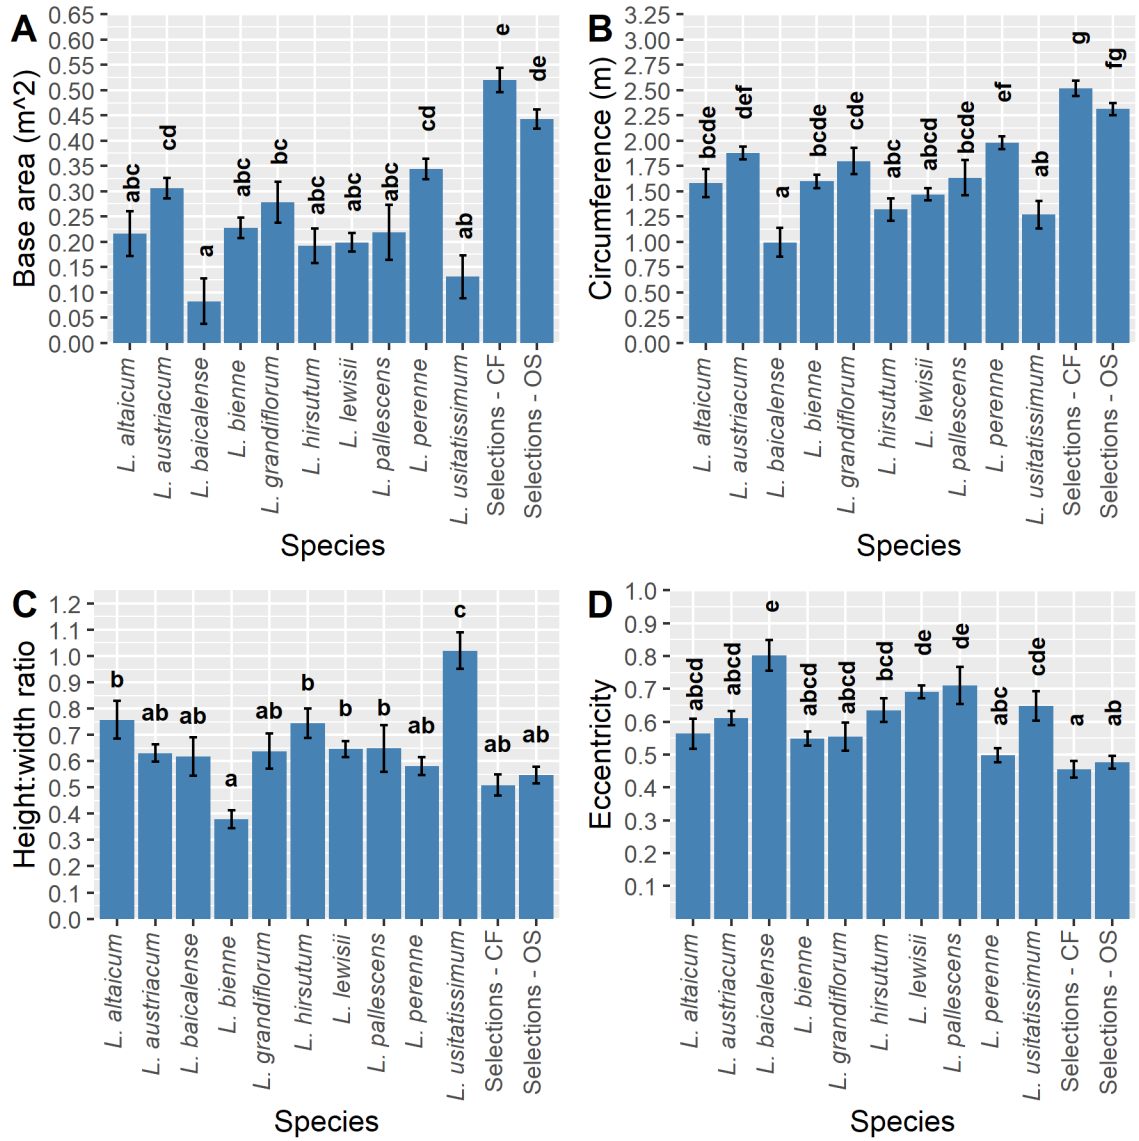 A
Base area (m^2)
0.65
0.60
0.55
0.50
0.45
0.40
0.35
0.30
0.25
0.20
0.15
0.10
0.05
0.00
abc
cd
a
abc
bc
abc
abc
abc
cd
ab
e
de
L. altaicum
L. austriacum
L. baicalense
L. bienne
L. grandiflorum
L. hirsutum
L. lewisii
L. pallescens
L. perenne
L. usitatissimum
Selections - CF
Selections - OS
Species
B
Circumference (m)
3.25
3.00
2.75
2.50
2.25
2.00
1.75
1.50
1.25
1.00
0.75
0.50
0.25
0.00
bcde
def
a
bcde
cde
abc
abcd
bcde
ef
ab
g
fg
L. altaicum
L. austriacum
L. baicalense
L. bienne
L. grandiflorum
L. hirsutum
L. lewisii
L. pallescens
L. perenne
L. usitatissimum
Selections - CF
Selections - OS
Species
C
Height:width ratio
1.2
1.1
1.0
0.9
0.8
0.7
0.6
0.5
0.4
0.3
0.2
0.1
0.0
b
ab
ab
a
ab
b
b
b
ab
c
ab
ab
L. altaicum
L. austriacum
L. baicalense
L. bienne
L. grandiflorum
L. hirsutum
L. lewisii
L. pallescens
L. perenne
L. usitatissimum
Selections - CF
Selections - OS
Species
D
Eccentricity
1.0
0.9
0.8
0.7
0.6
0.5
0.4
0.3
0.2
0.1
abcd
abcd
e
abcd
abcd
bcd
de
de
abc
cde
a
ab
L. altaicum
L. austriacum
L. baicalense
L. bienne
L. grandiflorum
L. hirsutum
L. lewisii
L. pallescens
L. perenne
L. usitatissimum
Selections - CF
Selections - OS
Species